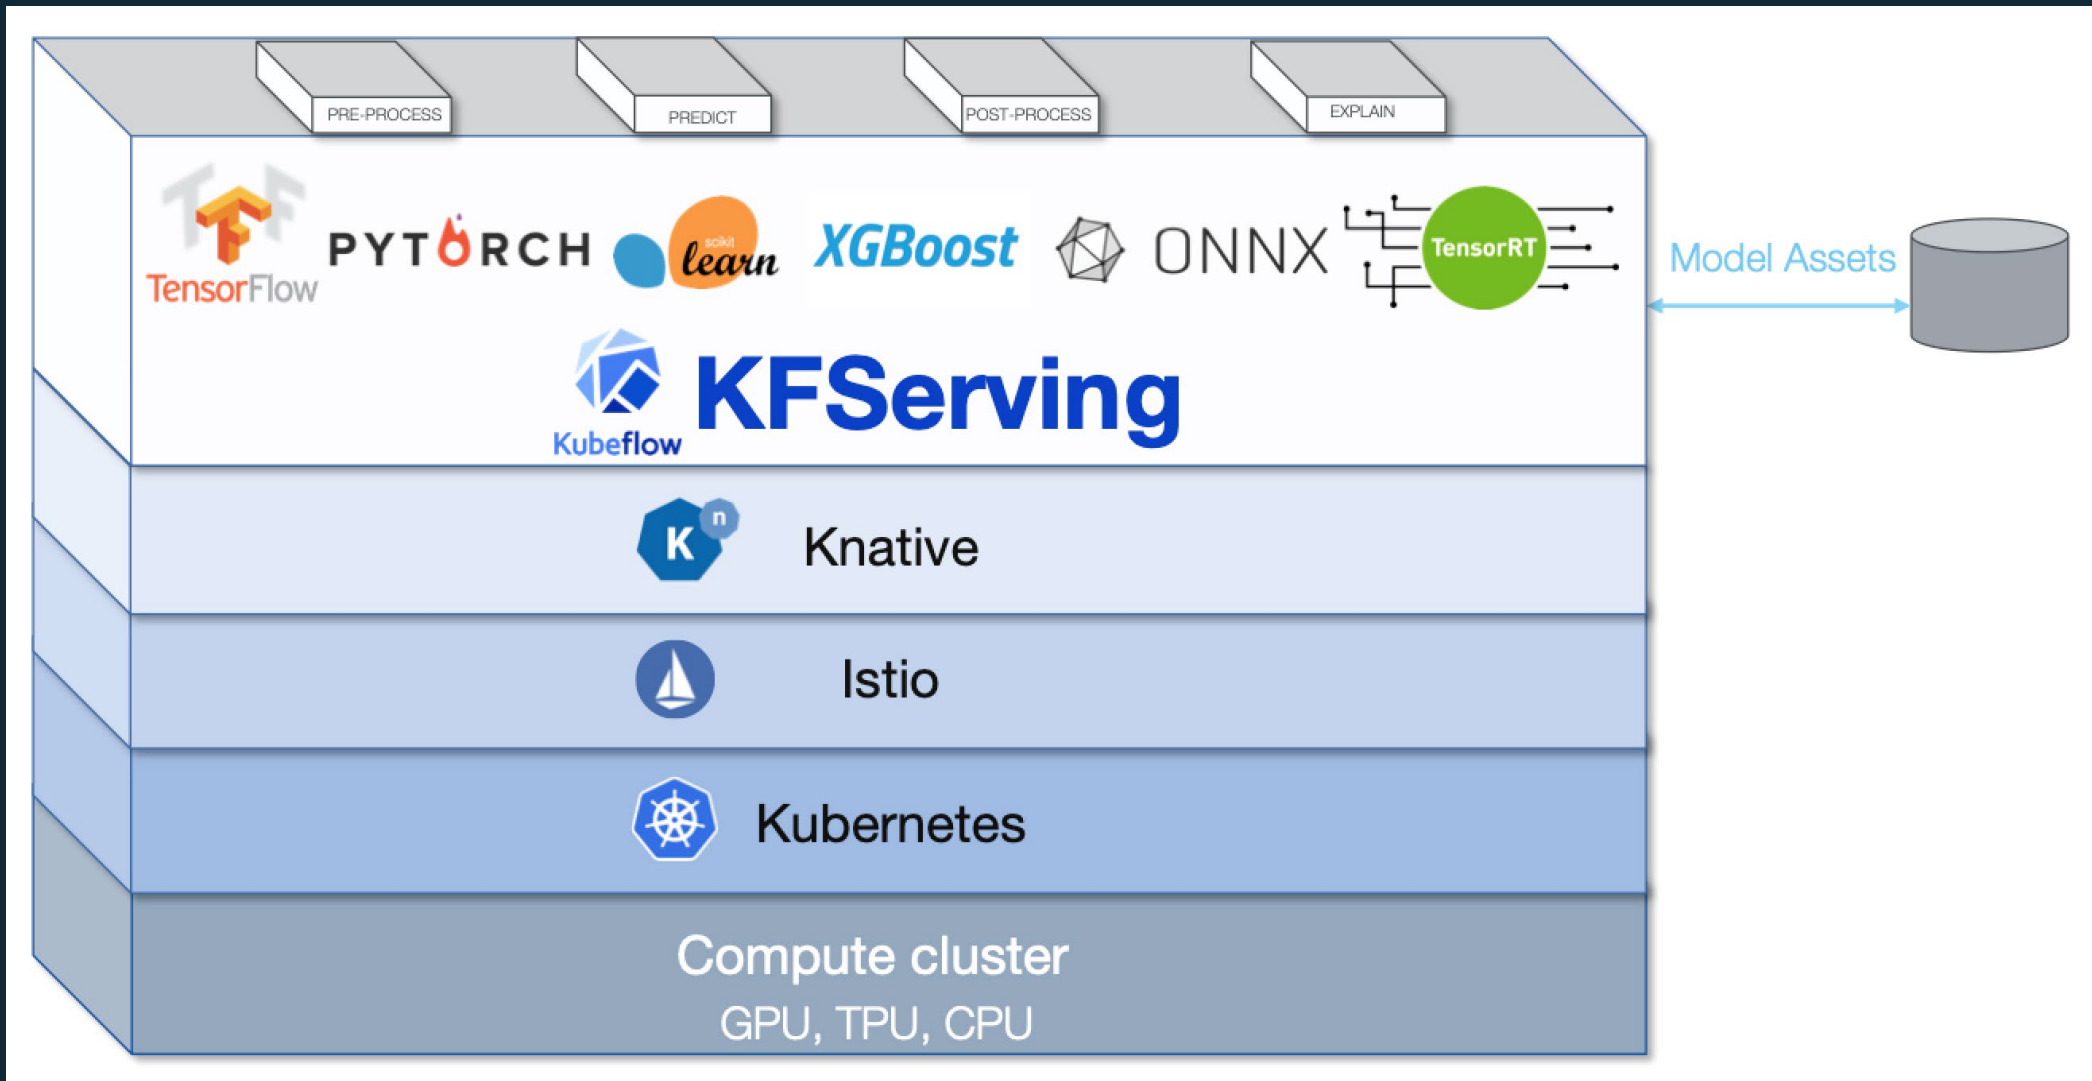 PRE-PROCESS
PREDICT
POST-PROCESS
EXPLAIN
TF
TensorFlow
PYTORCH
scikit
learn
XGBoost
ONNX
TensorRT
Model Assets
Kubeflow
KFServing
K n
Knative
Istio
Kubernetes
Compute cluster
GPU, TPU, CPU